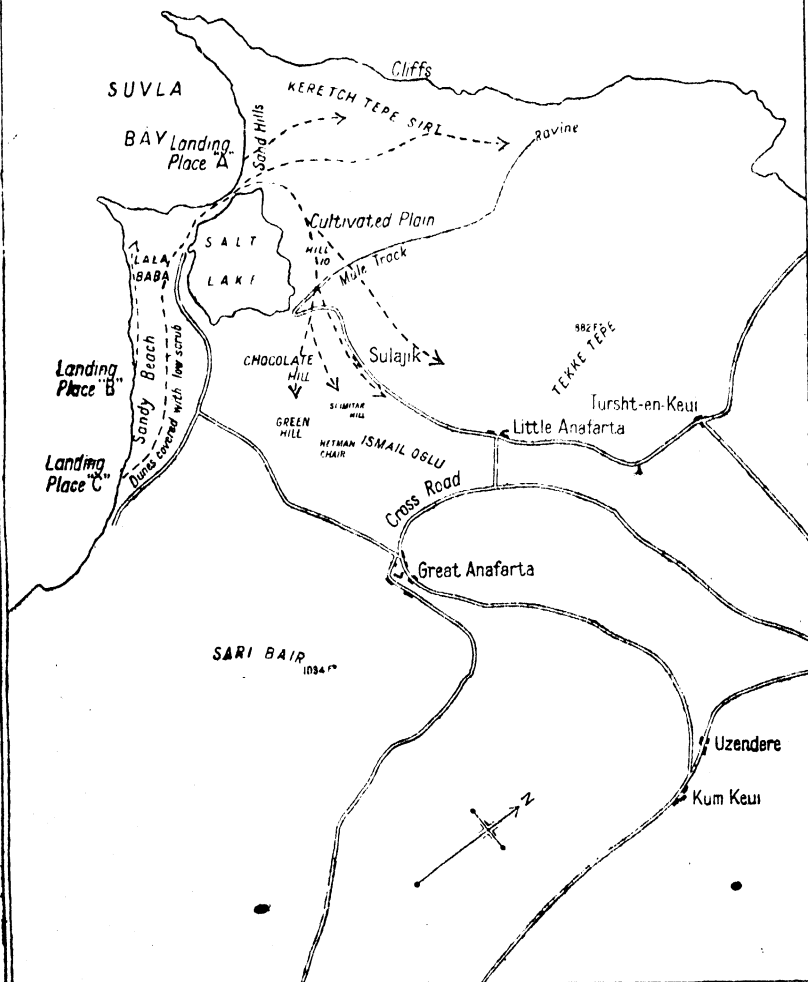 Cliffs
SUVLA
BAY
KERETCH TEPE SIRT
Landing
Place "A"
Sand Hills
Ravine
Cultivated Plain
SALT
LAKE
HILL
10
Mule Track
LALA
BABA
Sandy Beach
Dunes covered with low scrub
Landing
Place "B"
Landing
Place "C"
CHOCOLATE
HILL
Sulajik
982 FT
TEKKE TEPE
SIMITAR
HILL
GREEN
HILL
HETMAN
CHAIR
ISMAIL OGLU
Tursht-en-Keui
Little Anafarta
Cross Road
Great Anafarta
SARI BAIR
Uzendere
Kum Keui
N